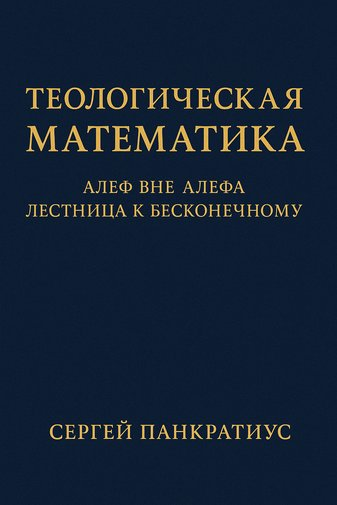 ТЕОЛОГИЧЕСКАЯ
МАТЕМАТИКА
АЛЕФ ВНЕ АЛЕФА
ЛЕСТНИЦА К БЕСКОНЕЧНОМУ
СЕРГЕЙ ПАНКРАТИУС